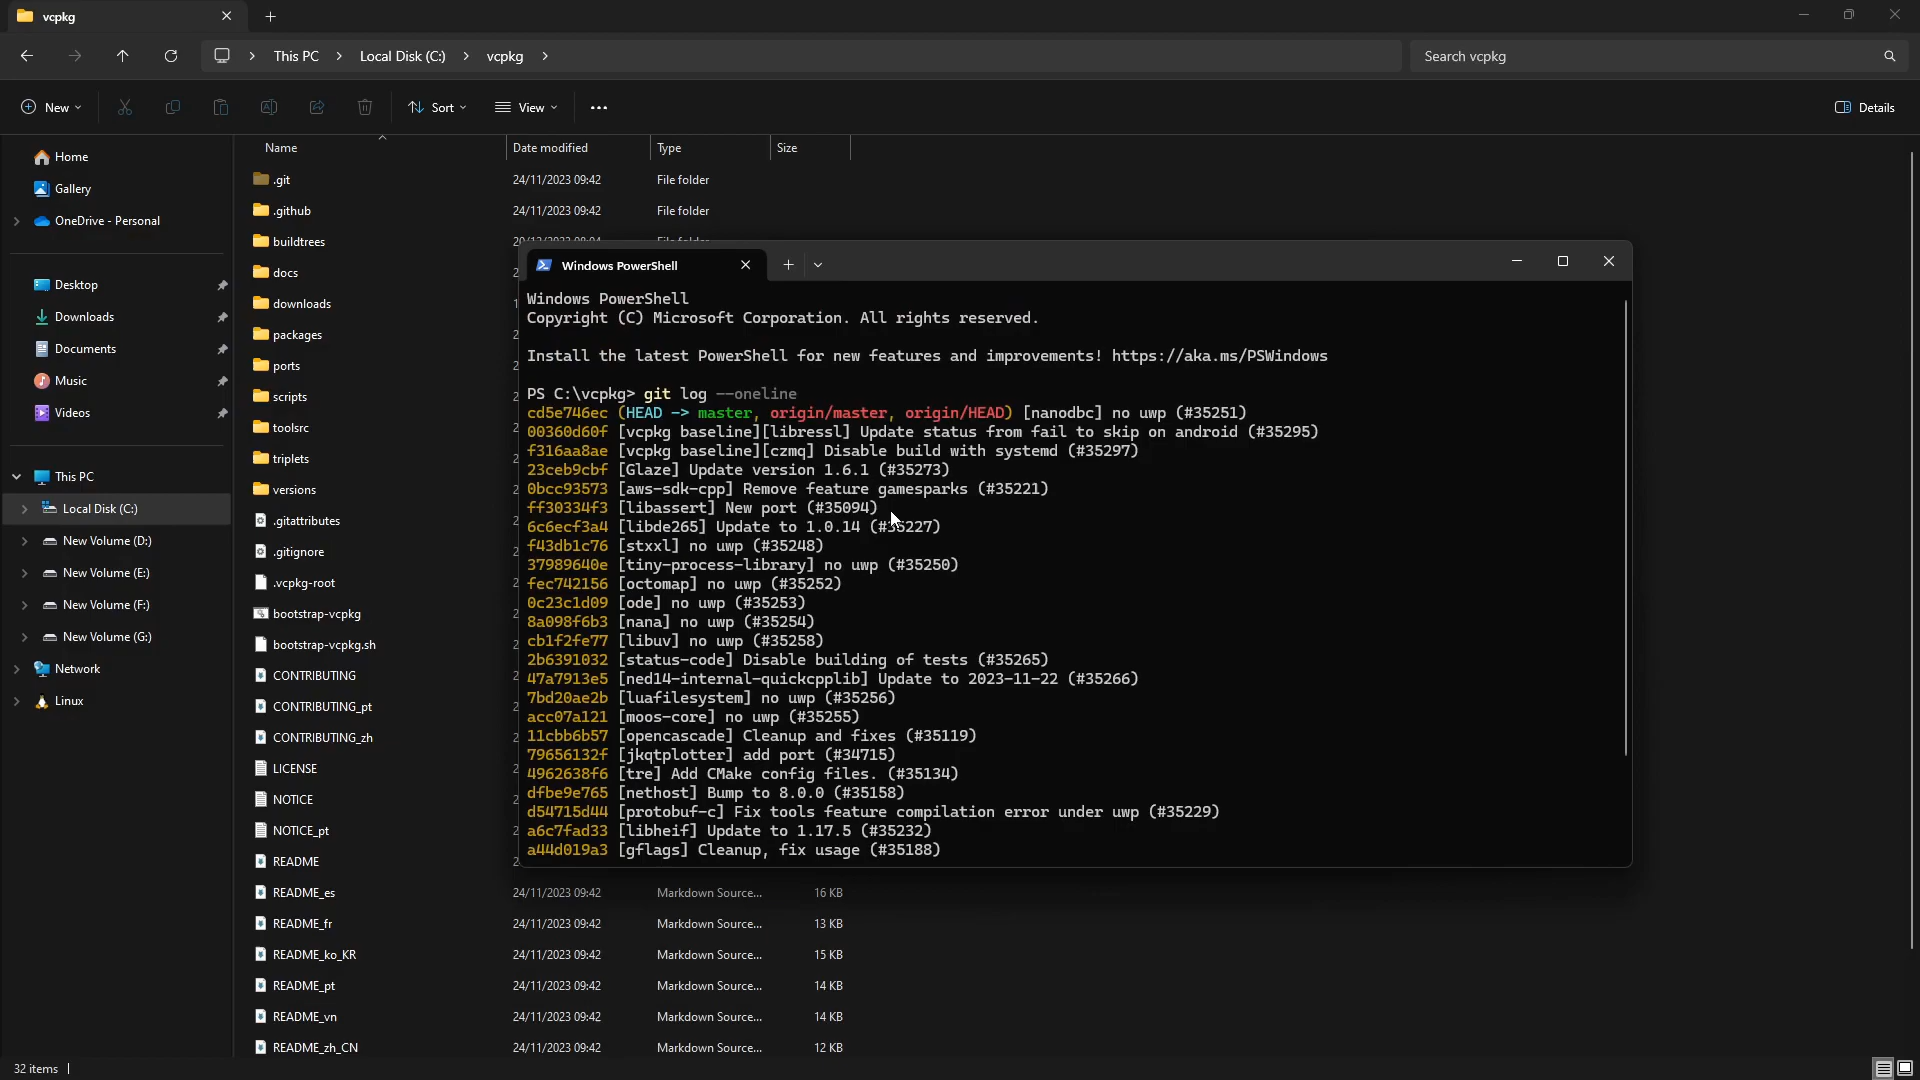 vcpkg
This PC
Local Disk (C:)
vcpkg
Search vcpkg
New
Sort
View
Details
Home
Gallery
OneDrive - Personal
Desktop
Downloads
Documents
Music
Videos
This PC
Local Disk (C:)
New Volume (D:)
New Volume (E:)
New Volume (F:)
New Volume (G:)
Network
Linux
Name Date modified Type Size
.git 24/11/2023 09:42 File folder
.github 24/11/2023 09:42 File folder
buildtrees
docs
downloads
packages
ports
scripts
toolsrc
triplets
versions
.gitattributes
.gitignore
.vcpkg-root
bootstrap-vcpkg
bootstrap-vcpkg.sh
CONTRIBUTING
CONTRIBUTING_pt
CONTRIBUTING_zh
LICENSE
NOTICE
NOTICE_pt
README
README_es 24/11/2023 09:42 Markdown Source... 16 KB
README_fr 24/11/2023 09:42 Markdown Source... 13 KB
README_ko_KR 24/11/2023 09:42 Markdown Source... 15 KB
README_pt 24/11/2023 09:42 Markdown Source... 14 KB
README_vn 24/11/2023 09:42 Markdown Source... 14 KB
README_zh_CN 24/11/2023 09:42 Markdown Source... 12 KB
Windows PowerShell
Windows PowerShell
Copyright (C) Microsoft Corporation. All rights reserved.
Install the latest PowerShell for new features and improvements! https://aka.ms/PSWindows
PS C:\vcpkg> git log --oneline
cd5e746ec (HEAD -> master, origin/master, origin/HEAD) [nanodbc] no uwp (#35251)
00360d60f [vcpkg baseline][libressl] Update status from fail to skip on android (#35295)
f316aa8ae [vcpkg baseline][czmq] Disable build with systemd (#35297)
23ceb9cbf [Glaze] Update version 1.6.1 (#35273)
0bcc93573 [aws-sdk-cpp] Remove feature gamesparks (#35221)
ff30334f3 [libassert] New port (#35094)
6c6ecf3a4 [libde265] Update to 1.0.14 (#35227)
f43db1c76 [stxxl] no uwp (#35248)
37989640e [tiny-process-library] no uwp (#35250)
fec742156 [octomap] no uwp (#35252)
0c23c1d09 [ode] no uwp (#35253)
8a098f6b3 [nana] no uwp (#35254)
cb1f2fe77 [libuv] no uwp (#35258)
2b6391032 [status-code] Disable building of tests (#35265)
47a7913e5 [ned14-internal-quickcpplib] Update to 2023-11-22 (#35266)
7bd20ae2b [luafilesystem] no uwp (#35256)
acc07a121 [moos-core] no uwp (#35255)
11cbb6b57 [opencascade] Cleanup and fixes (#35119)
79656132f [jkqtplotter] add port (#34715)
4962638f6 [tre] Add CMake config files. (#35134)
dfbe9e765 [nethost] Bump to 8.0.0 (#35158)
d54715d44 [protobuf-c] Fix tools feature compilation error under uwp (#35229)
a6c7fad33 [libheif] Update to 1.17.5 (#35232)
a44d019a3 [gflags] Cleanup, fix usage (#35188)
32 items